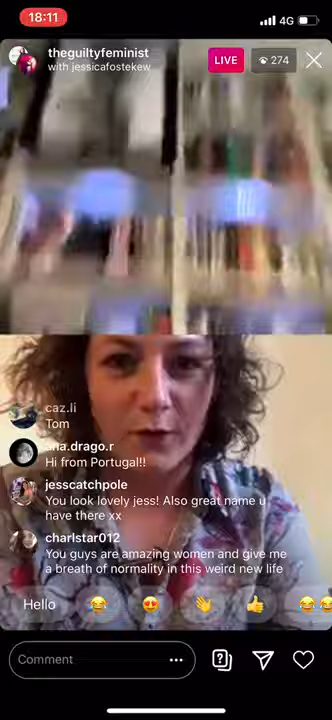 18:11
4G
theguiltyfeminist
with jessicafostekew
LIVE
274
caz.li
Tom
ana.drago.r
Hi from Portugal!!
jesscatchpole
You look lovely jess! Also great name u
have there xx
charlstar012
You guys are amazing women and give me
a breath of normality in this weird new life
Hello
Comment